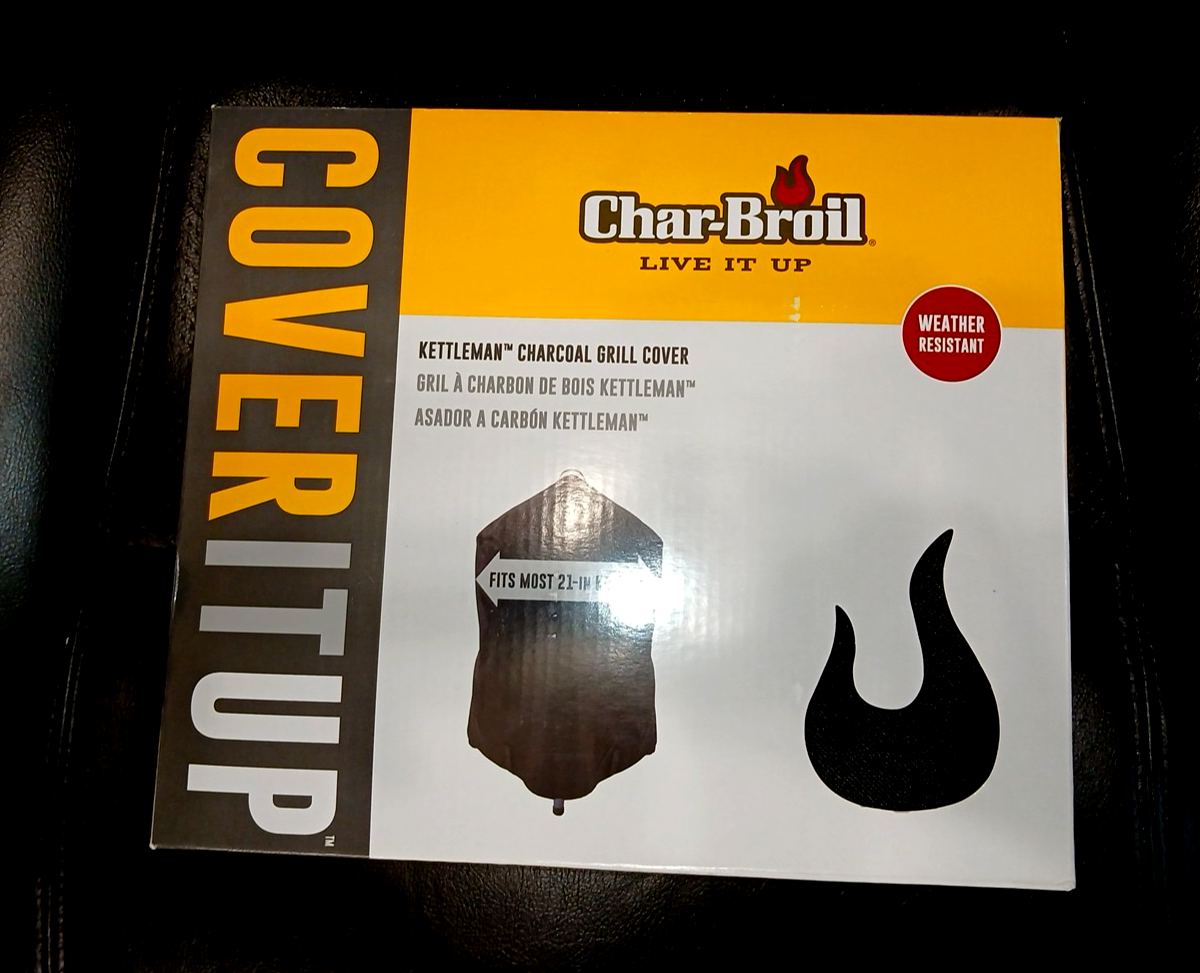 COVERITUP™
Char-Broil®
LIVE IT UP
WEATHER
RESISTANT
KETTLEMAN™ CHARCOAL GRILL COVER
GRIL À CHARBON DE BOIS KETTLEMAN™
ASADOR A CARBÓN KETTLEMAN™
FITS MOST 21-IN